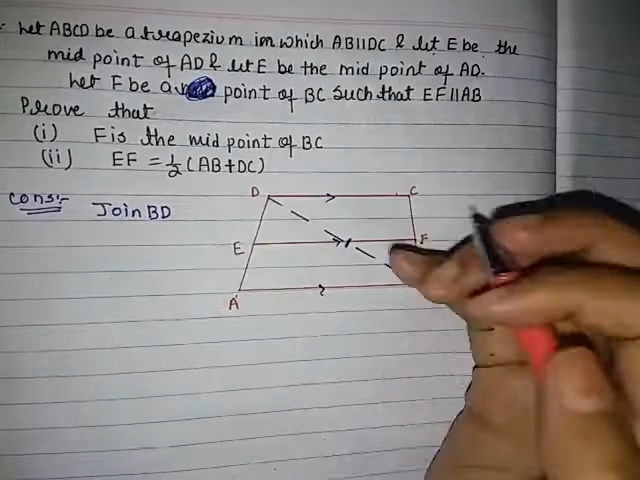 Let ABCD be a trapezium in which AB||DC & let E be the
mid point of AD & let E be the mid point of AD.
Let F be a point of BC such that EF||AB
Prove that
(i) F is the mid point of BC
(ii) EF = 1/2 (AB+DC)
Cons:- Join BD
D C
E F
A